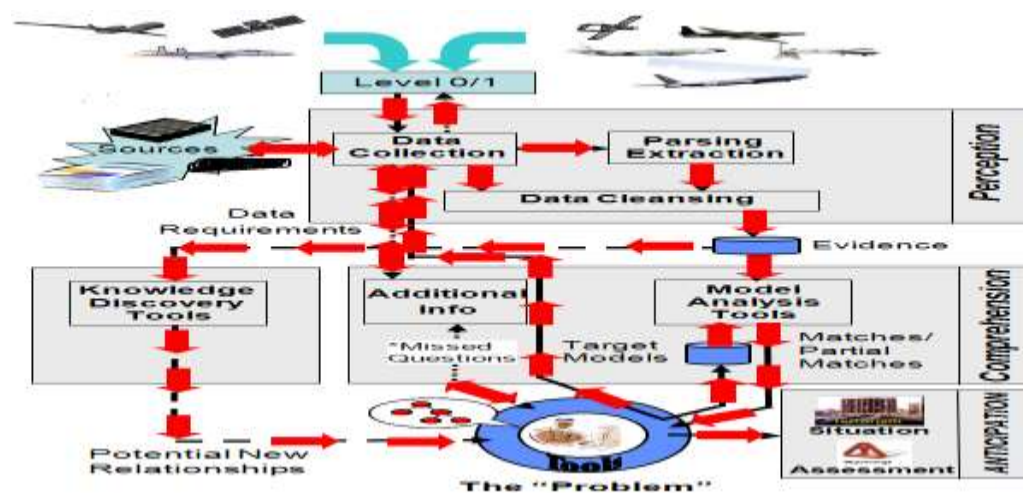 Level 0/1
Sources
Data
Collection
Parsing
Extraction
Perception
Data Cleansing
Data
Requirements
Evidence
Knowledge
Discovery
Tools
Additional
Info
Model
Analysis
Tools
Comprehension
"Missed
Questions
Target
Models
Matches/
Partial
Matches
Situation
Assessment
ANTICIPATION
Tools
Potential New
Relationships
The "Problem"